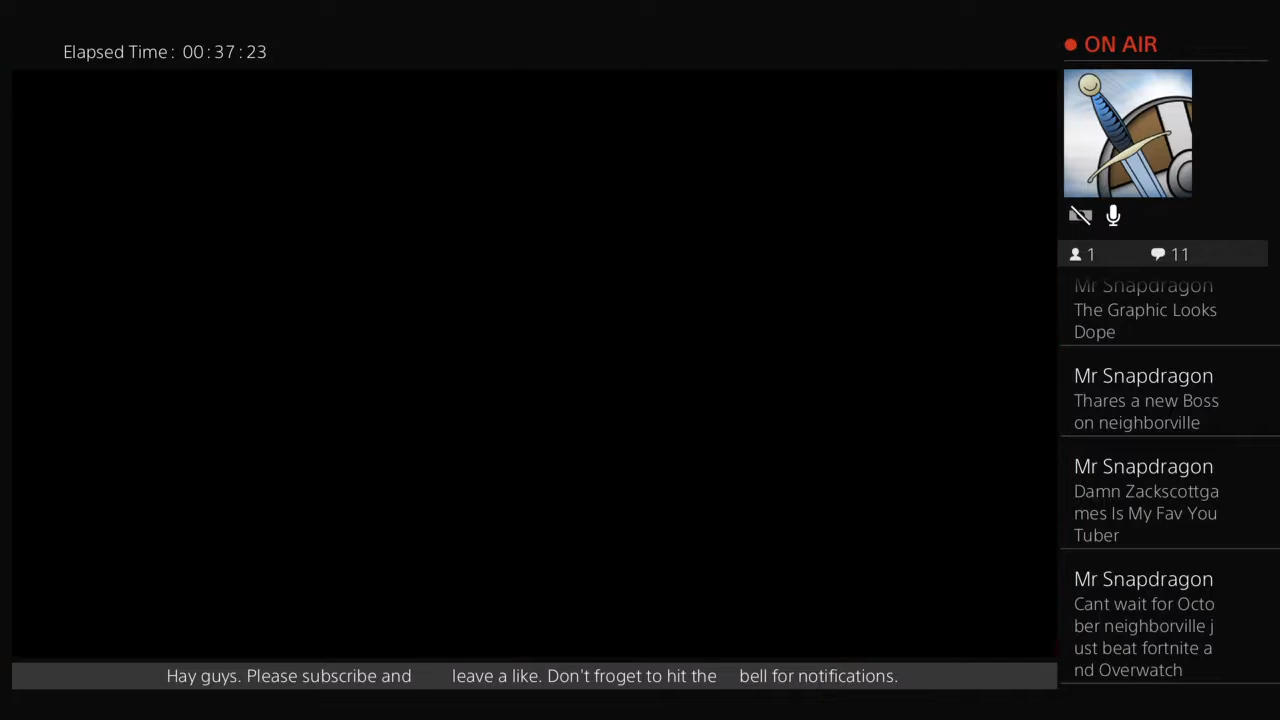 Elapsed Time: 00:37:23
ON AIR
1 11
Mr Snapdragon
The Graphic Looks
Dope
Mr Snapdragon
Thares a new Boss
on neighborville
Mr Snapdragon
Damn Zackscottga
mes Is My Fav You
Tuber
Mr Snapdragon
Cant wait for Octo
ber neighborville j
ust beat fortnite a
nd Overwatch
Hay guys. Please subscribe and leave a like. Don't froget to hit the bell for notifications.